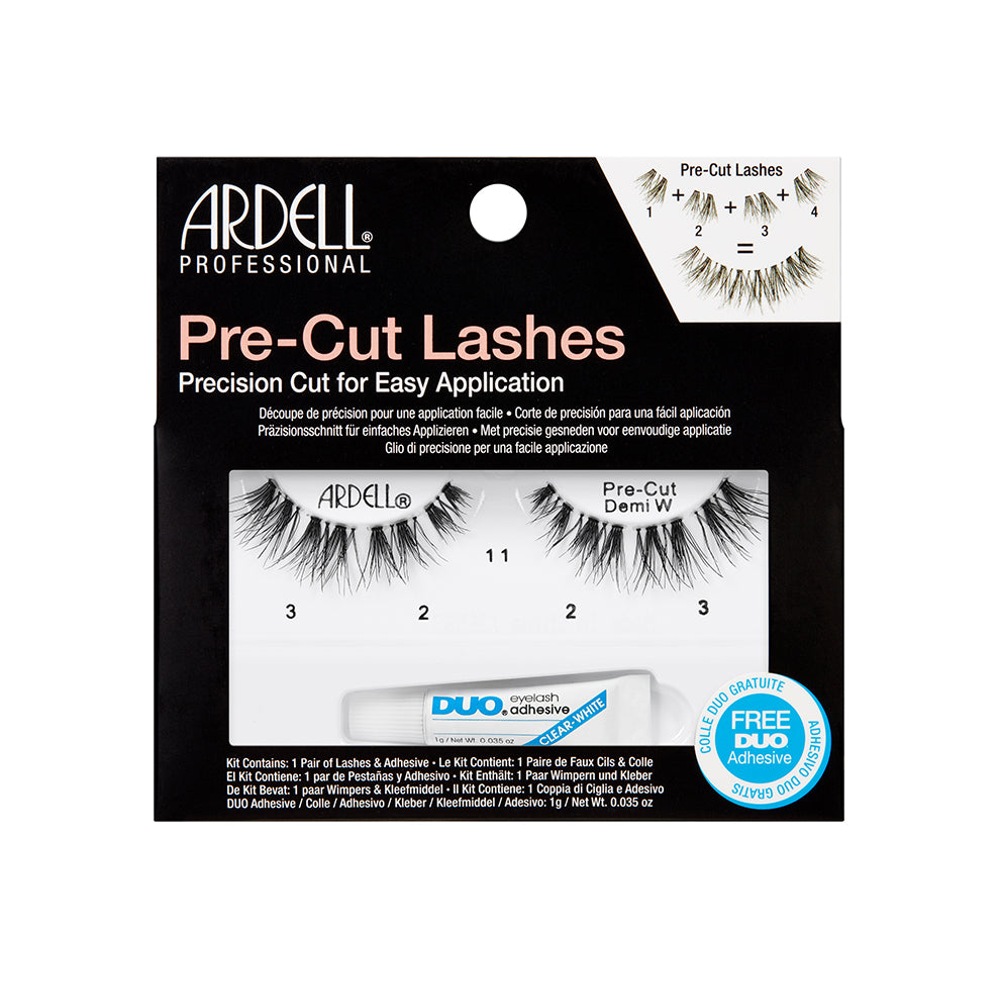 ARDELL®
PROFESSIONAL
Pre-Cut Lashes
1 + 2 + 3 + 4
=
Pre-Cut Lashes
Precision Cut for Easy Application
Découpe de précision pour une application facile • Corte de precisión para una fácil aplicación
Präzisionsschnitt für einfaches Applizieren • Met precisie gesneden voor eenvoudige applicatie
Glio di precisione per una facile applicazione
ARDELL®
Pre-Cut
Demi W
11
3 2 2 3
DUO® eyelash adhesive
CLEAR-WHITE
1g / Net Wt. 0.035 oz
COLLE DUO GRATUITE
FREE
DUO
Adhesive
ADHESIVO DUO GRATIS
Kit Contains: 1 Pair of Lashes & Adhesive • Le Kit Content: 1 Paire de Faux Cils & Colle
El Kit Contiene: 1 par de Pestañas y Adhesivo • Kit Enthält: 1 Paar Wimpern und Kleber
De Kit Bevat: 1 paar Wimpers & Kleefmiddel • Il Kit Contiene: 1 Coppia di Ciglia e Adesivo
DUO Adhesive / Colle / Adhesivo / Kleber / Kleefmiddel / Adesivo: 1g / Net Wt. 0.035 oz